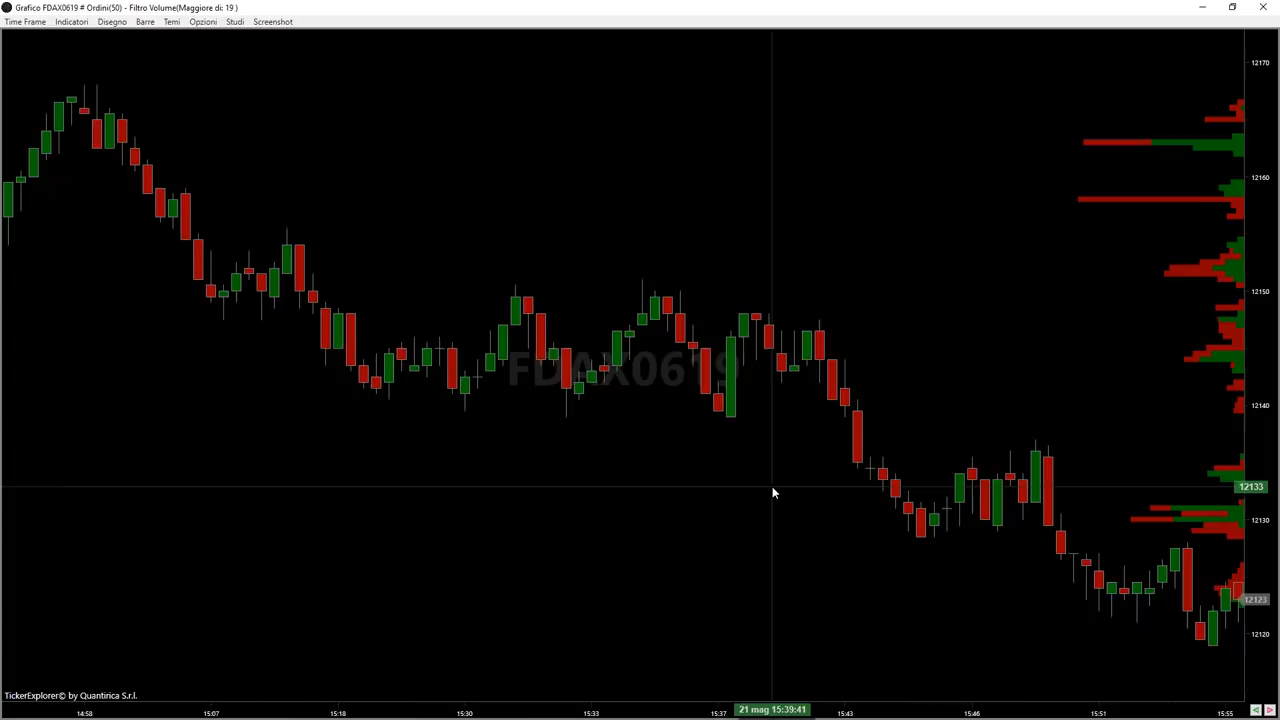 Grafico FDAX0619 # Ordini(50) - Filtro Volume(Maggiore di: 19 )
Time Frame Indicatori Disegno Barre Temi Opzioni Studi Screenshot
12170
12160
12150
FDAX0619
12140
12133
12130
12123
12120
TickerExplorer© by Quantirica S.r.l.
14:58 15:07 15:18 15:30 15:33 15:37 21 mag 15:39:41 15:43 15:46 15:51 15:55